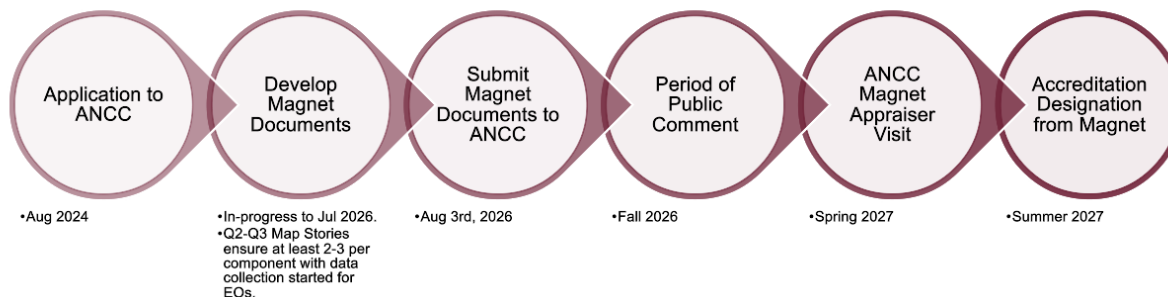 Application to
ANCC
Develop
Magnet
Documents
Submit
Magnet
Documents to
ANCC
Period of
Public
Comment
ANCC
Magnet
Appraiser
Visit
Accreditation
Designation
from Magnet
•Aug 2024
•In-progress to Jul 2026.
•Q2-Q3 Map Stories
ensure at least 2-3 per
component with data
collection started for
EOs.
•Aug 3rd, 2026
•Fall 2026
•Spring 2027
•Summer 2027